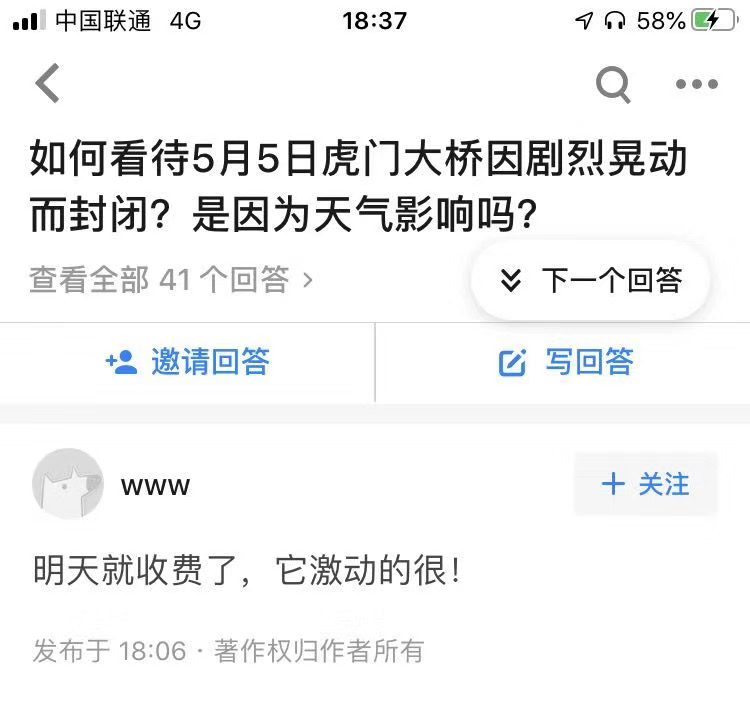 中国联通 4G 18:37 58%
如何看待5月5日虎门大桥因剧烈晃动
而封闭？是因为天气影响吗？
查看全部 41 个回答
下一个回答
邀请回答
写回答
www
关注
明天就收费了，它激动的很！
发布于 18:06 · 著作权归作者所有